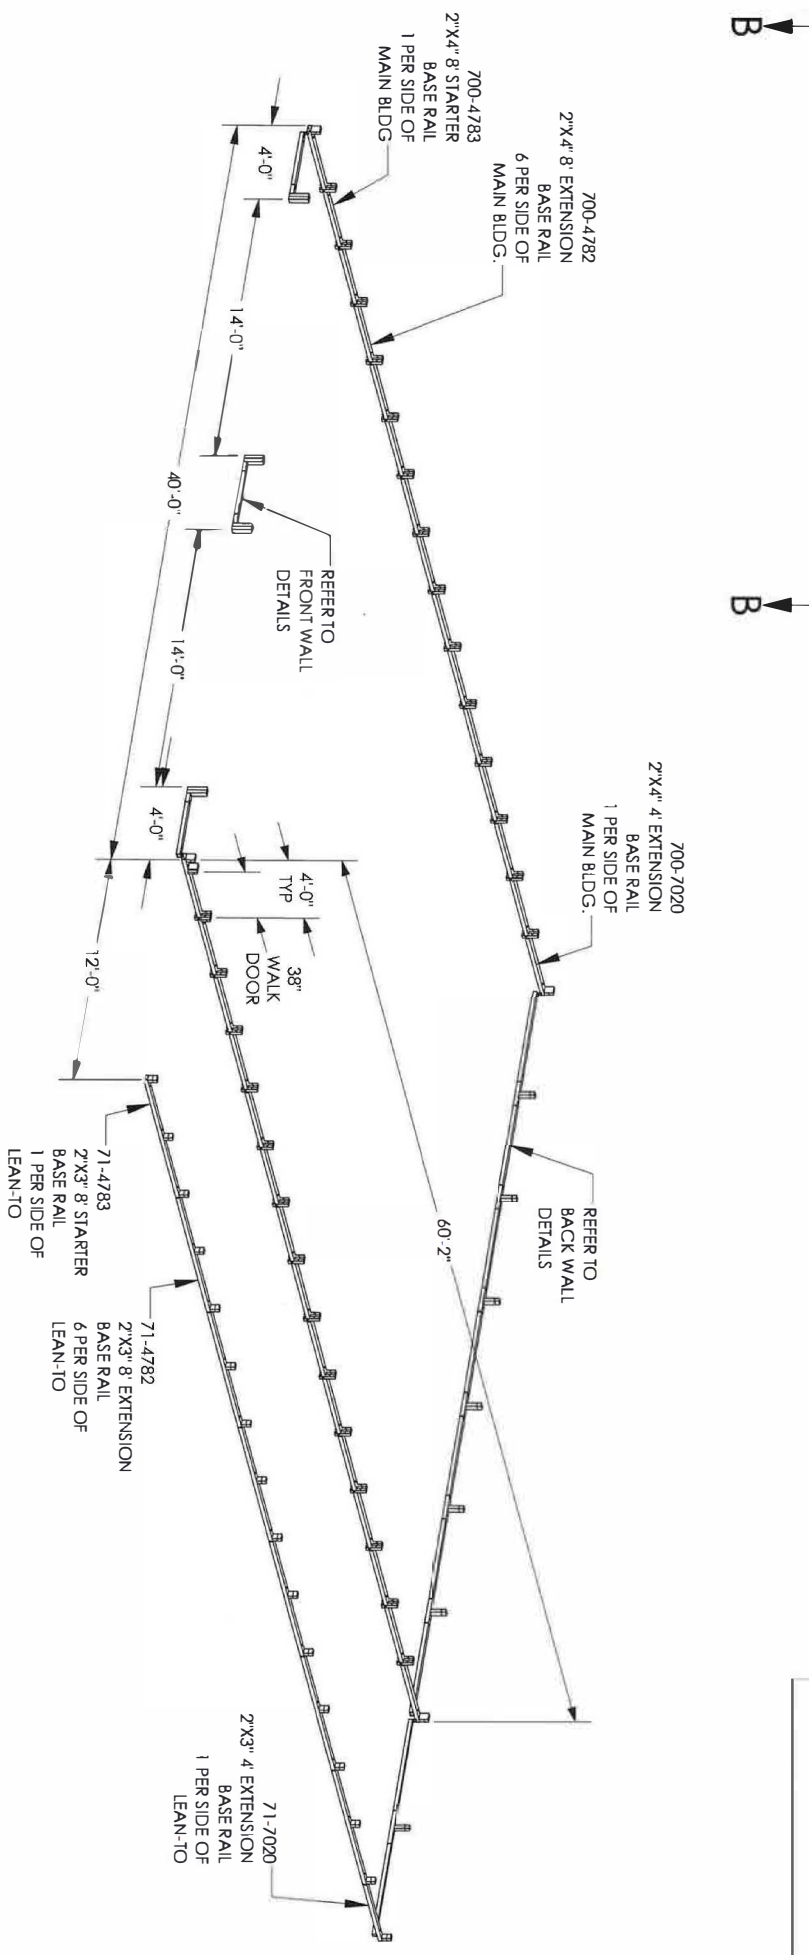 B
B
700-4783
2"X4" 8' STARTER
BASE RAIL
1 PER SIDE OF
MAIN BLDG
700-4782
2"X4" 8' EXTENSION
BASE RAIL
6 PER SIDE OF
MAIN BLDG.
700-7020
2"X4" 4' EXTENSION
BASE RAIL
1 PER SIDE OF
MAIN BLDG.
4'-0"
14'-0"
40'-0"
REFER TO
FRONT WALL
DETAILS
14'-0"
4'-0"
4'-0"
TYP
38"
WALK
DOOR
12'-0"
60'-2"
REFER TO
BACK WALL
DETAILS
71-4783
2"X3" 8' STARTER
BASE RAIL
1 PER SIDE OF
LEAN-TO
71-4782
2"X3" 8' EXTENSION
BASE RAIL
6 PER SIDE OF
LEAN-TO
71-7020
2"X3" 4' EXTENSION
BASE RAIL
1 PER SIDE OF
LEAN-TO